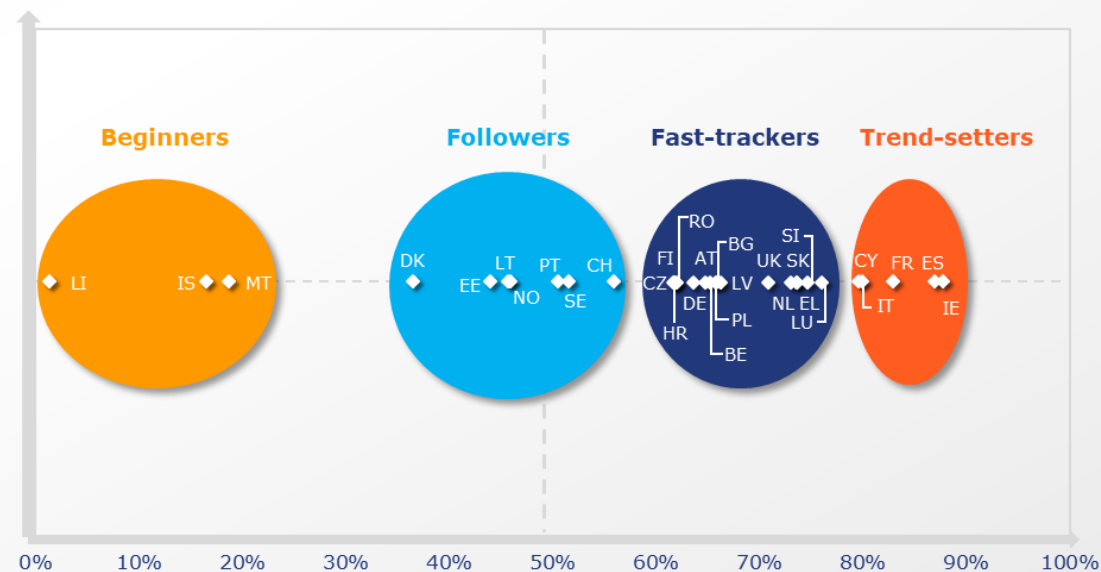 Beginners
Followers
Fast-trackers
Trend-setters
LI
IS
MT
DK
EE
LT
NO
PT
SE
CH
FI
CZ
HR
RO
DE
AT
BG
LV
PL
BE
UK
SK
SI
NL
EL
LU
CY
IT
FR
ES
IE
0%
10%
20%
30%
40%
50%
60%
70%
80%
90%
100%